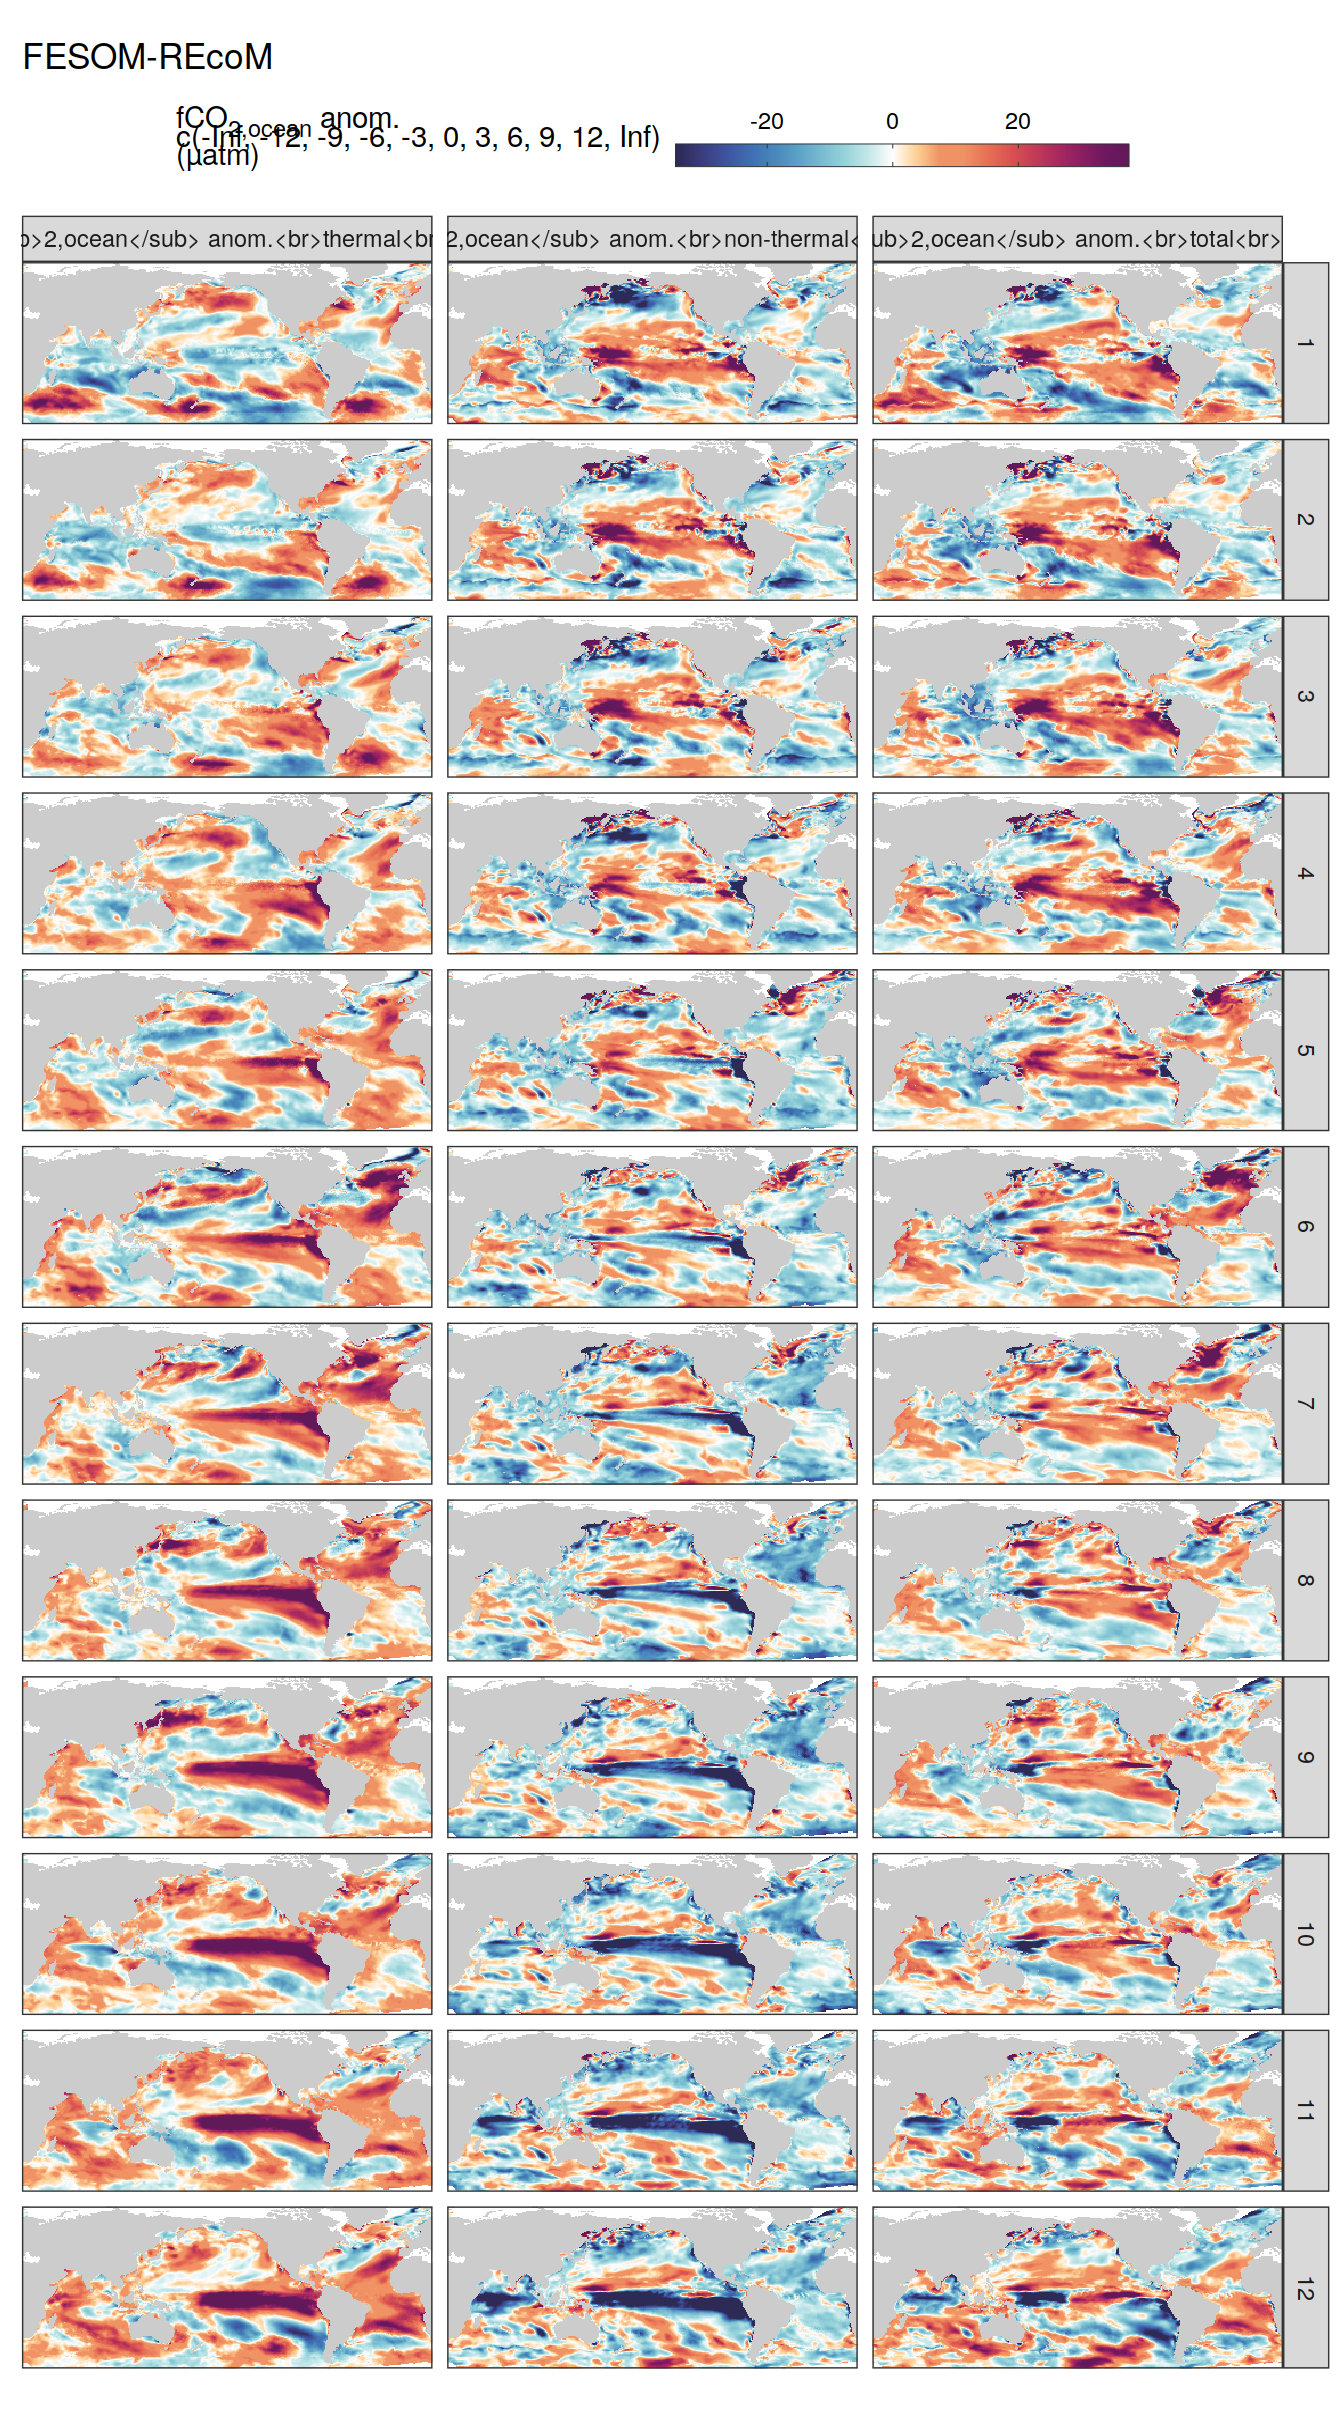 FESOM-REcoM
fCO2,ocean anom.
c(-Inf, -12, -9, -6, -3, 0, 3, 6, 9, 12, Inf)
(µatm)
-20 0 20
b>2,ocean</sub> anom.<br>thermal<br
2,ocean</sub> anom.<br>non-thermal<
ub>2,ocean</sub> anom.<br>total<br>
1
2
3
4
5
6
7
8
9
10
11
12